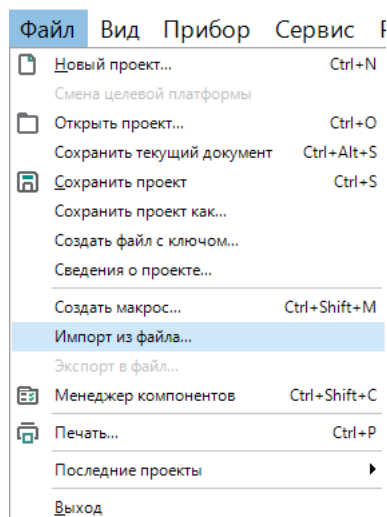 Файл Вид Прибор Сервис
Новый проект... Ctrl+N
Смена целевой платформы
Открыть проект... Ctrl+O
Сохранить текущий документ Ctrl+Alt+S
Сохранить проект Ctrl+S
Сохранить проект как...
Создать файл с ключом...
Сведения о проекте...
Создать макрос... Ctrl+Shift+M
Импорт из файла...
Экспорт в файл...
Менеджер компонентов Ctrl+Shift+C
Печать... Ctrl+P
Последние проекты
Выход